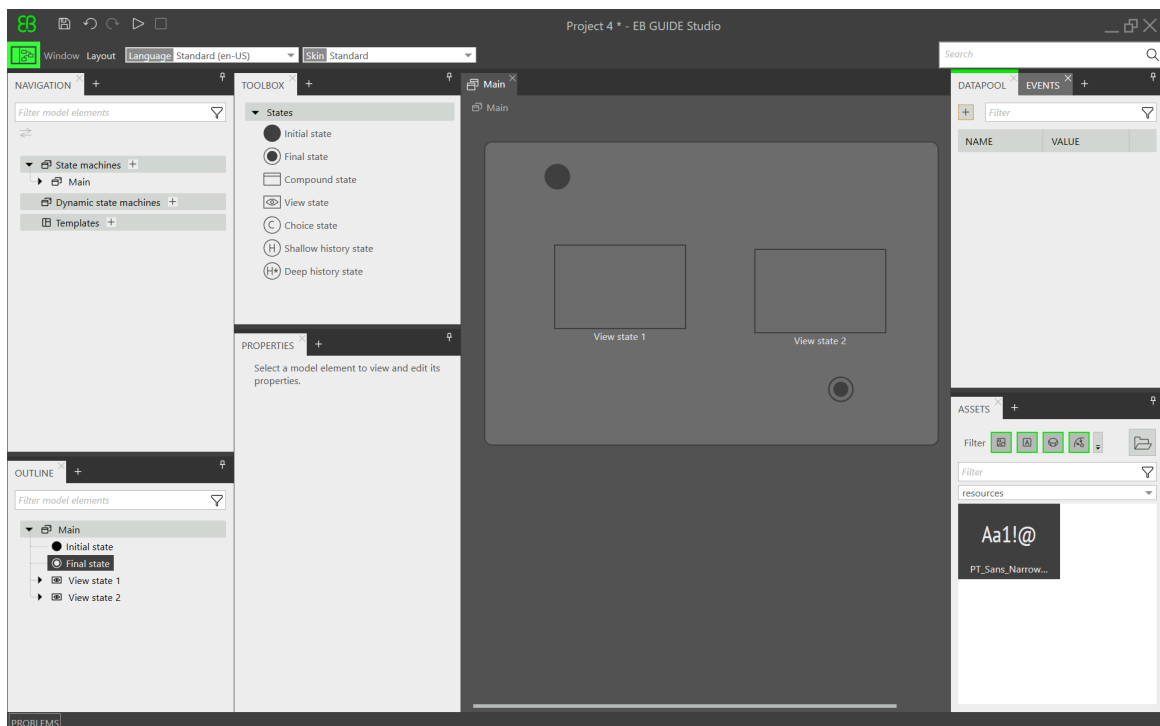 EB
Project 4 * - EB GUIDE Studio
Window Layout Language Standard (en-US) Skin Standard
Search
NAVIGATION
Filter model elements
State machines
Main
Dynamic state machines
Templates
OUTLINE
Filter model elements
Main
Initial state
Final state
View state 1
View state 2
TOOLBOX
States
Initial state
Final state
Compound state
View state
C Choice state
H Shallow history state
H* Deep history state
PROPERTIES
Select a model element to view and edit its
properties.
Main
Main
View state 1
View state 2
DATAPOOL EVENTS
Filter
NAME VALUE
ASSETS
Filter
A
Filter
resources
Aa1!@
PT_Sans_Narrow...
PROBLEMS